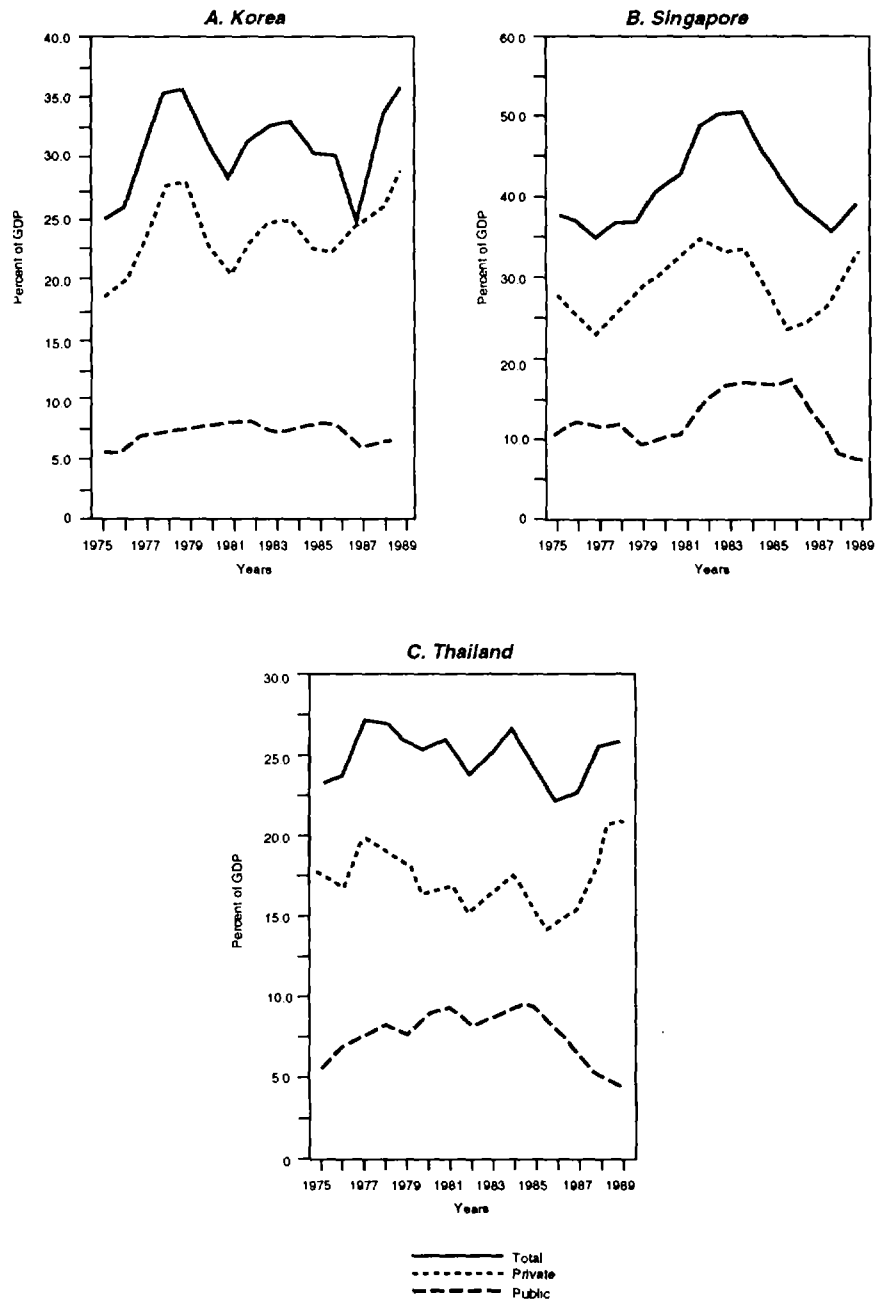 A. Korea
40.0
35.0
30.0
25.0
20.0
15.0
10.0
5.0
0
Percent of GDP
1975 1977 1979 1981 1983 1985 1987 1989
Years
B. Singapore
60.0
50.0
40.0
30.0
20.0
10.0
0
Percent of GDP
1975 1977 1979 1981 1983 1985 1987 1989
Years
C. Thailand
30.0
25.0
20.0
15.0
10.0
5.0
0
Percent of GDP
1975 1977 1979 1981 1983 1985 1987 1989
Years
Total
Private
Public